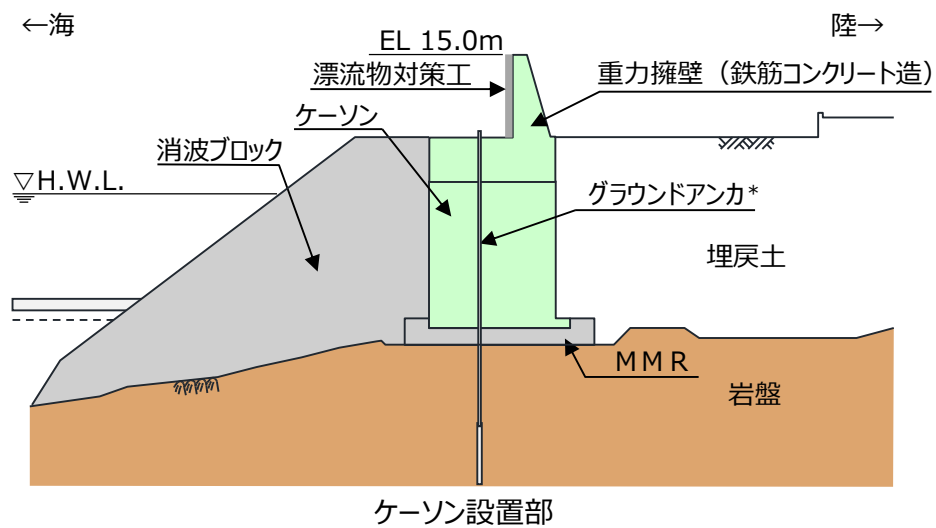 ←海
陸→
EL 15.0m
漂流物対策工
重力擁壁（鉄筋コンクリート造）
ケーソン
消波ブロック
▽H.W.L.
グラウンドアンカ*
埋戻土
ＭＭＲ
岩盤
ケーソン設置部